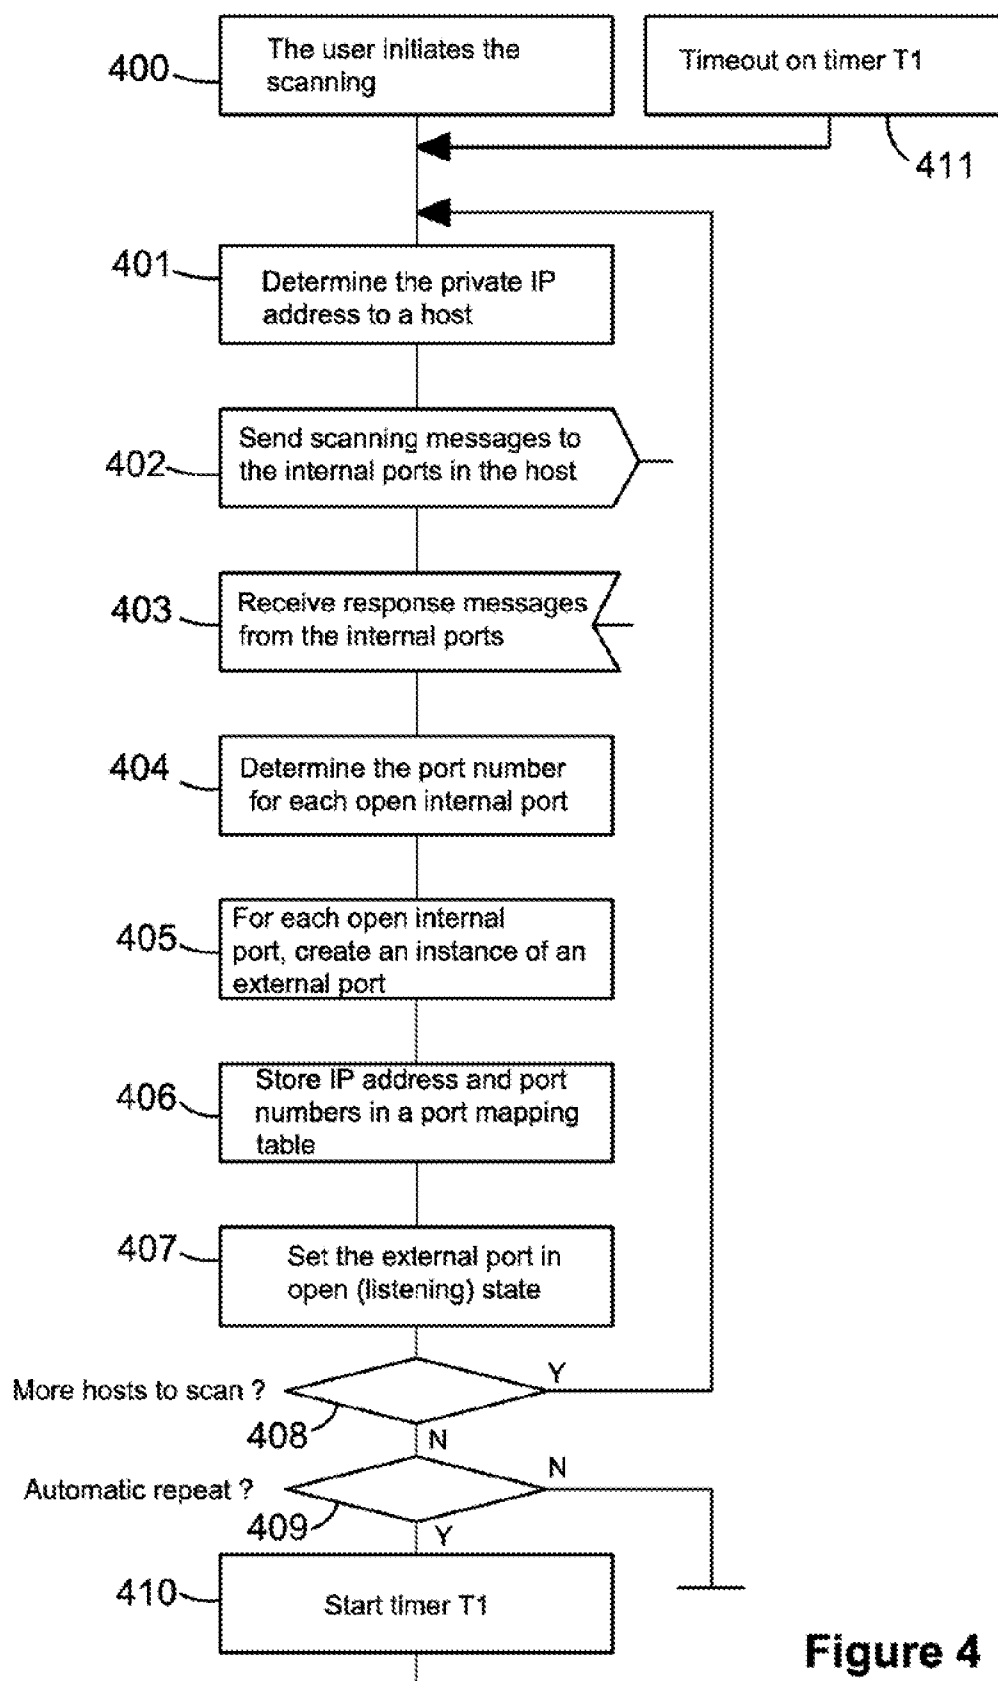 The user initiates the
scanning
400
Timeout on timer T1
411
401
Determine the private IP
address to a host
402
Send scanning messages to
the internal ports in the host
403
Receive response messages
from the internal ports
404
Determine the port number
for each open internal port
405
For each open internal
port, create an instance of an
external port
406
Store IP address and port
numbers in a port mapping
table
407
Set the external port in
open (listening) state
More hosts to scan ?
Y
408
N
Automatic repeat ?
N
409
Y
410
Start timer T1
Figure 4